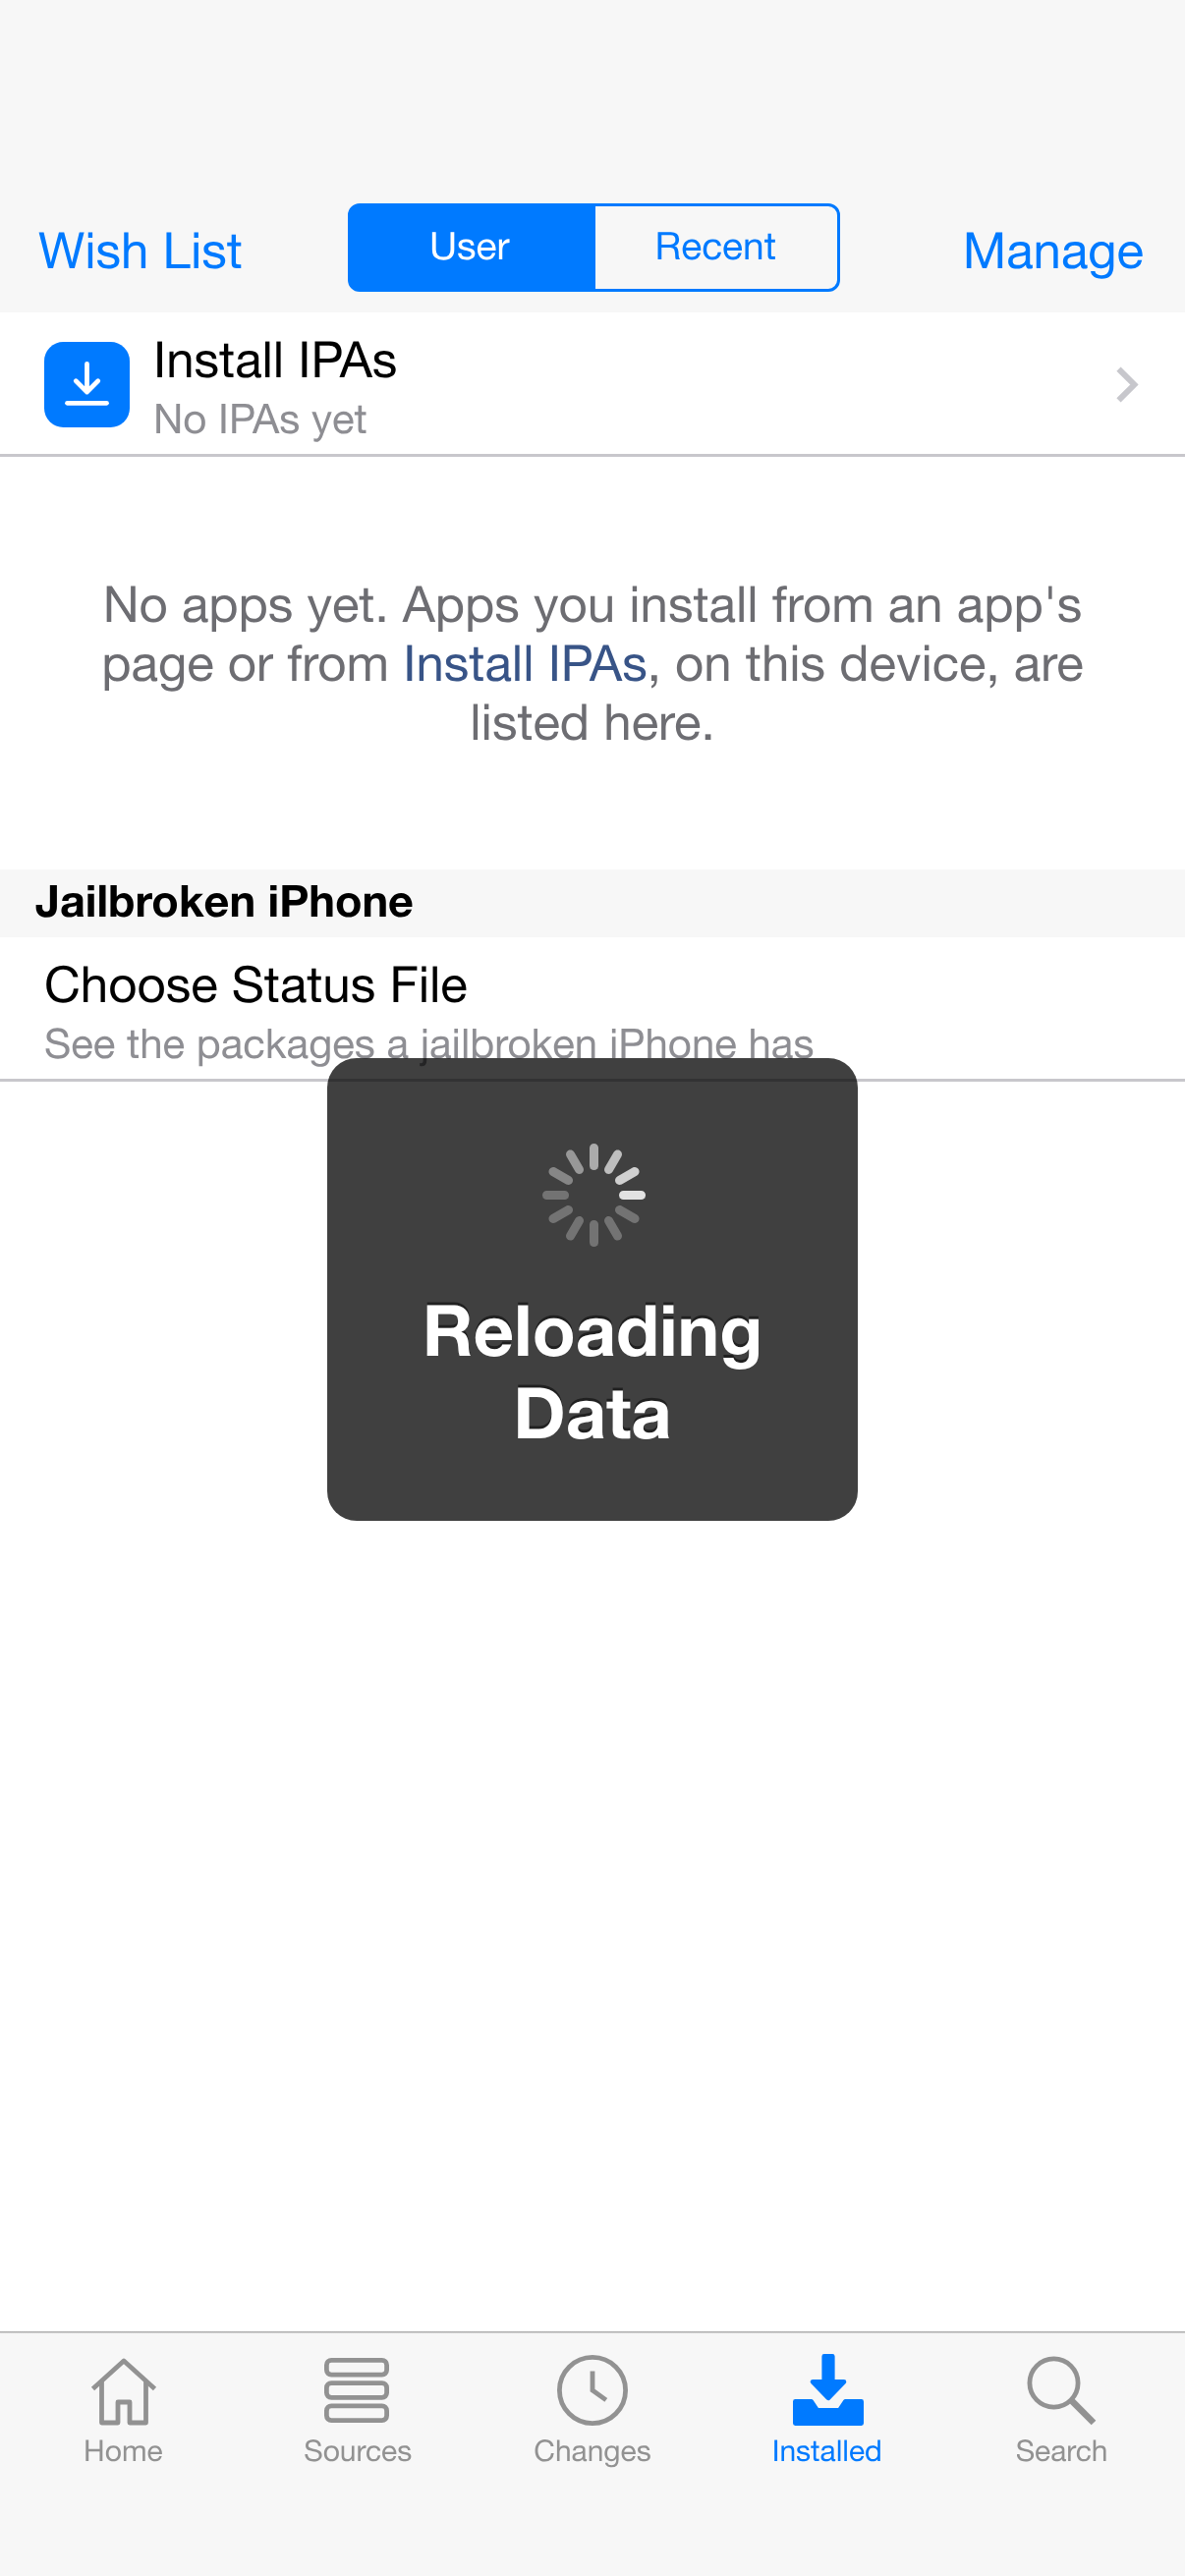 Wish List
User
Recent
Manage
Install IPAs
No IPAs yet
No apps yet. Apps you install from an app's
page or from Install IPAs, on this device, are
listed here.
Jailbroken iPhone
Choose Status File
See the packages a jailbroken iPhone has
Reloading
Data
Home
Sources
Changes
Installed
Search